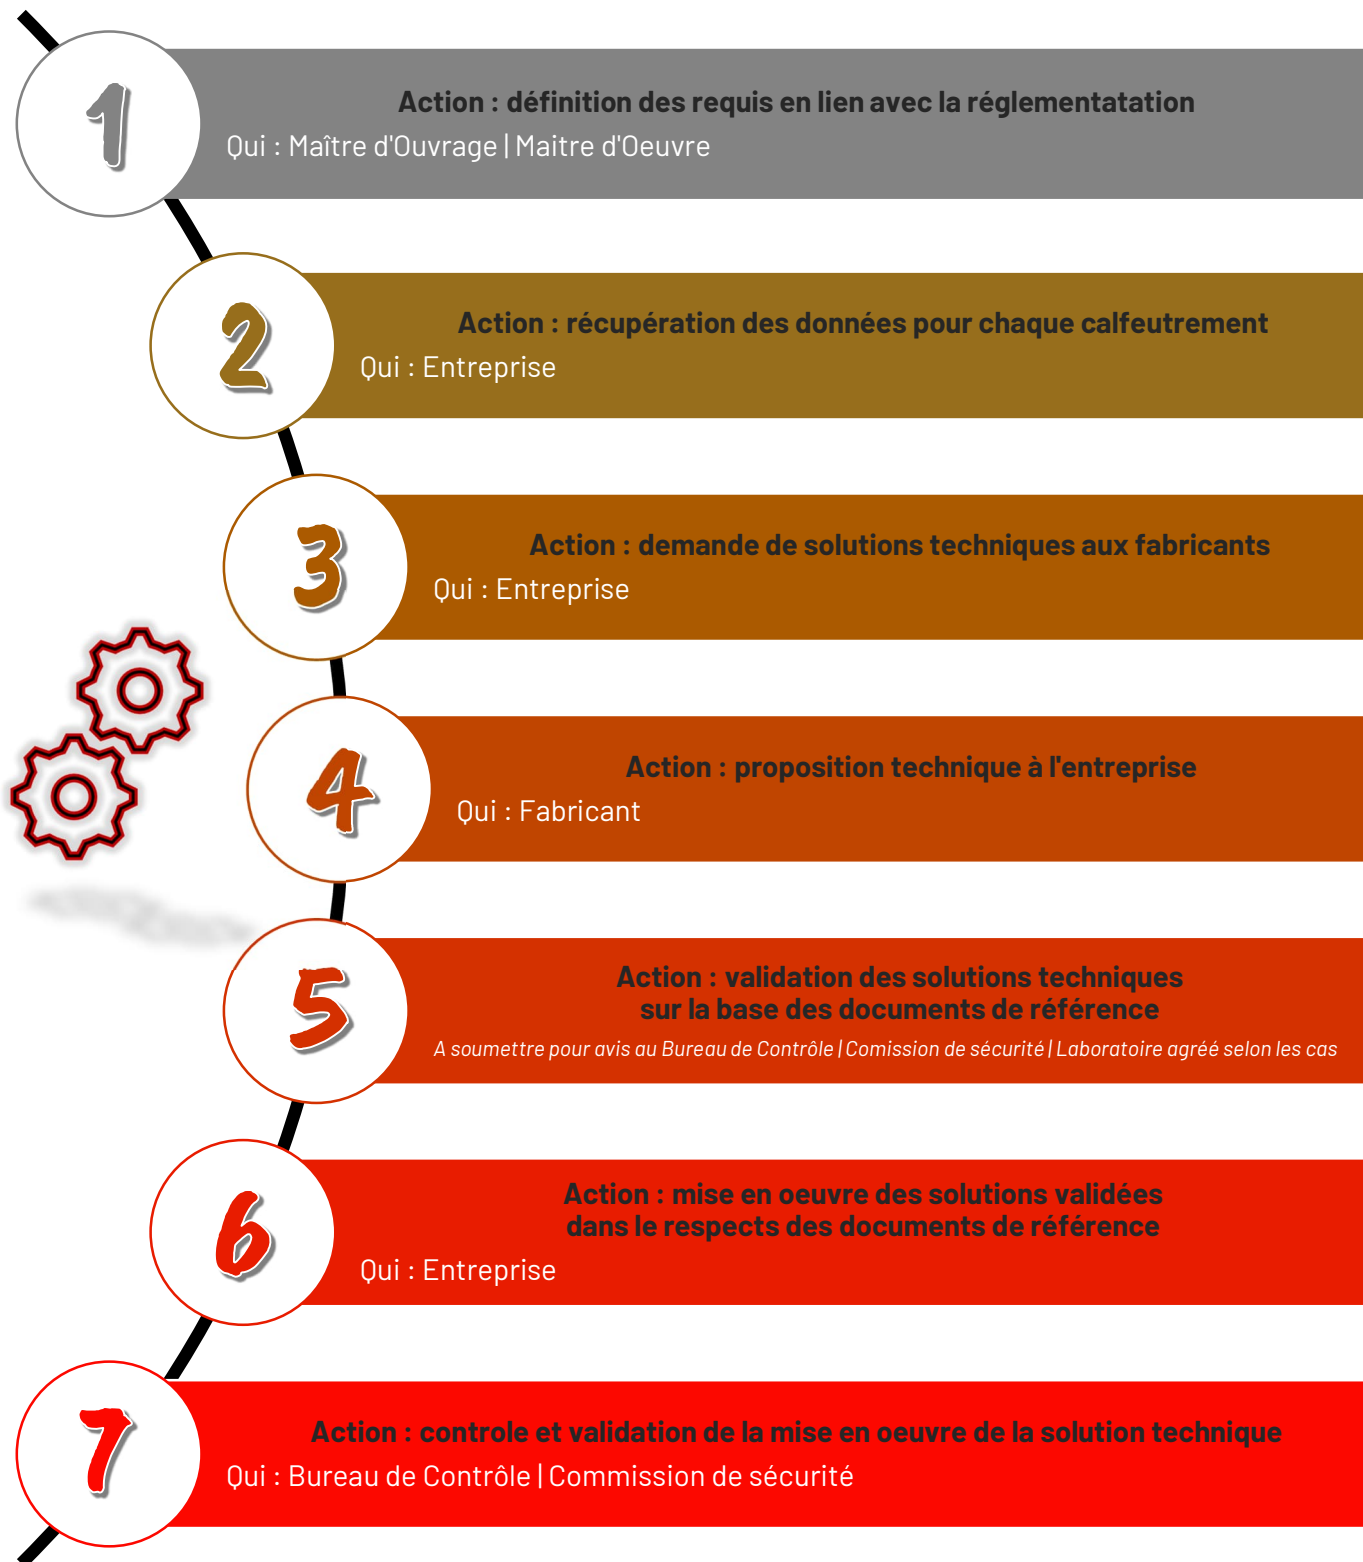 1
Action : définition des requis en lien avec la réglementatation
Qui : Maître d'Ouvrage | Maitre d'Oeuvre
2
Action : récupération des données pour chaque calfeutrement
Qui : Entreprise
3
Action : demande de solutions techniques aux fabricants
Qui : Entreprise
4
Action : proposition technique à l'entreprise
Qui : Fabricant
5
Action : validation des solutions techniques
sur la base des documents de référence
A soumettre pour avis au Bureau de Contrôle | Comission de sécurité | Laboratoire agréé selon les cas
6
Action : mise en oeuvre des solutions validées
dans le respects des documents de référence
Qui : Entreprise
7
Action : controle et validation de la mise en oeuvre de la solution technique
Qui : Bureau de Contrôle | Commission de sécurité